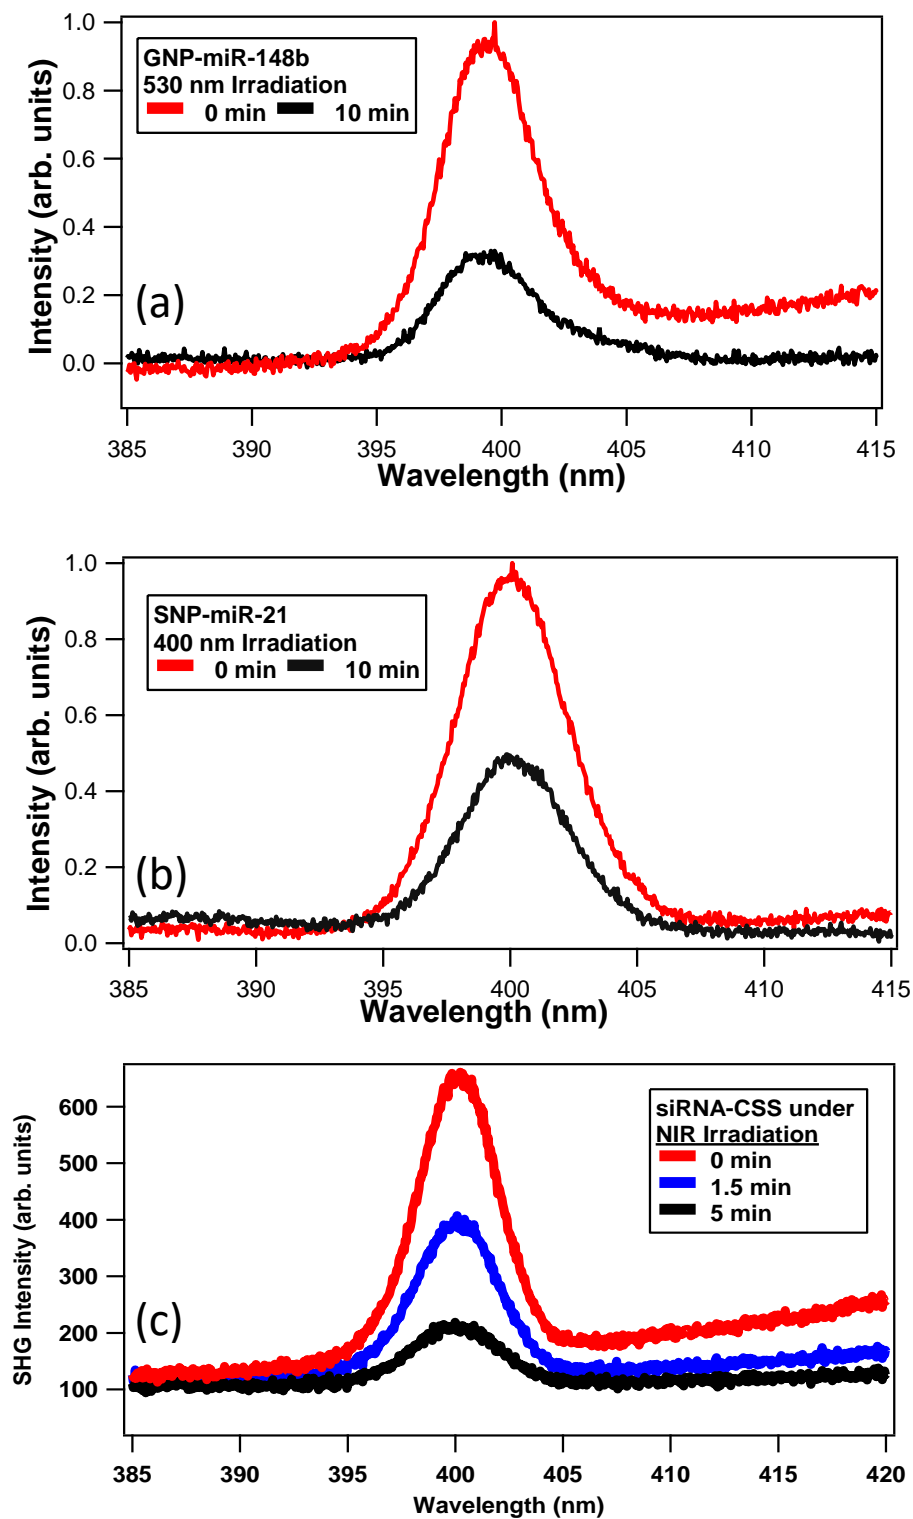 1.0
0.8
0.6
0.4
0.2
0.0
Intensity (arb. units)
GNP-miR-148b
530 nm Irradiation
0 min 10 min
(a)
385 390 395 400 405 410 415
Wavelength (nm)
1.0
0.8
0.6
0.4
0.2
0.0
Intensity (arb. units)
SNP-miR-21
400 nm Irradiation
0 min 10 min
(b)
385 390 395 400 405 410 415
Wavelength (nm)
600
500
400
300
200
100
SHG Intensity (arb. units)
siRNA-CSS under
NIR Irradiation
0 min
1.5 min
5 min
(c)
385 390 395 400 405 410 415 420
Wavelength (nm)